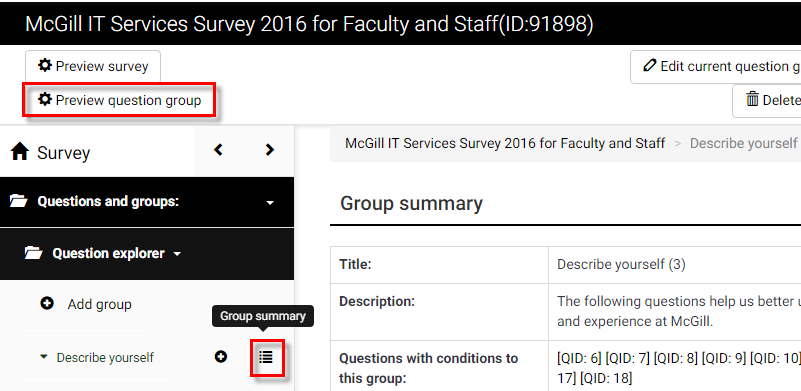 McGill IT Services Survey 2016 for Faculty and Staff(ID:91898)
Preview survey
Edit current question g
Preview question group
Delete
Survey
McGill IT Services Survey 2016 for Faculty and Staff > Describe yourself
Questions and groups:
Group summary
Question explorer
Title:
Describe yourself (3)
Add group
Group summary
Description:
The following questions help us better u
and experience at McGill.
Describe yourself
Questions with conditions to
this group:
[QID: 6] [QID: 7] [QID: 8] [QID: 9] [QID: 10]
17] [QID: 18]